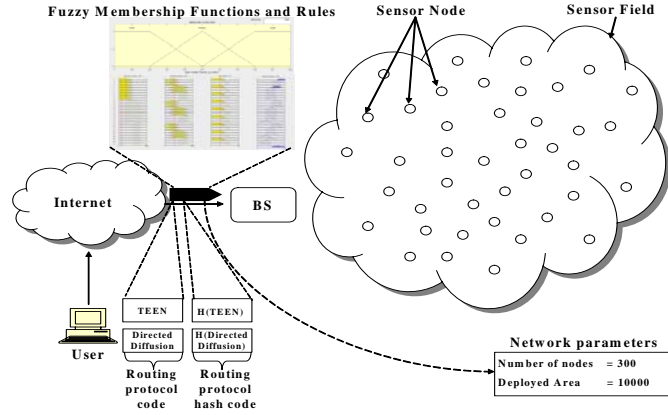 Fuzzy Membership Functions and Rules
Sensor Node
Sensor Field
Internet
BS
User
TEEN
H(TEEN)
Directed
Diffusion
H(Directed
Diffusion)
Routing
protocol
code
Routing
protocol
hash code
Network parameters
Number of nodes = 300
Deployed Area = 10000